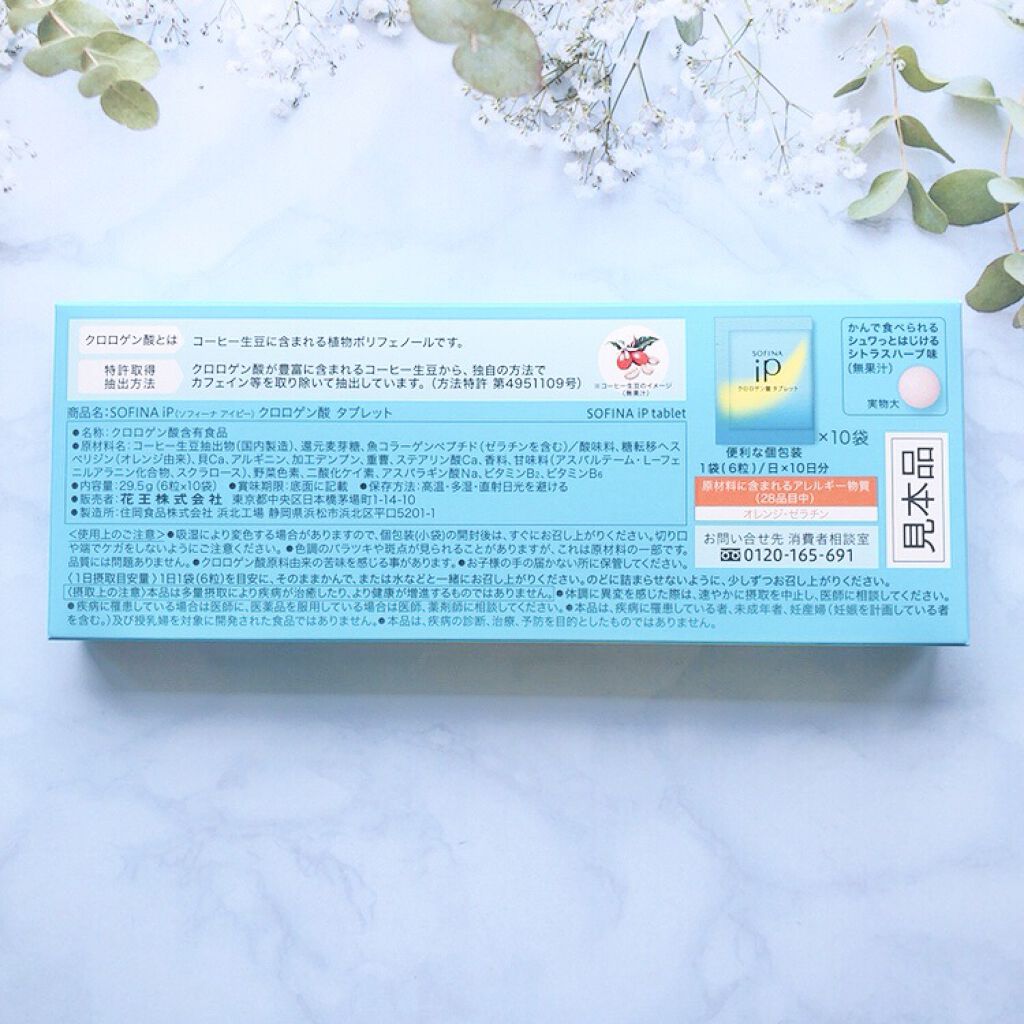 クロロゲン酸とは
コーヒー生豆に含まれる植物ポリフェノールです。
特許取得
抽出方法
クロロゲン酸が豊富に含まれるコーヒー生豆から、独自の方法で
カフェイン等を取り除いて抽出しています。(方法特許 第4951109号)
※コーヒー生豆のイメージ
(無果汁)
商品名:SOFINA iP(ソフィーナ アイピー) クロロゲン酸 タブレット
SOFINA iP tablet
●名称:クロロゲン酸含有食品
●原材料名:コーヒー生豆抽出物(国内製造)、還元麦芽糖、魚コラーゲンペプチド(ゼラチンを含む)/酸味料、糖転移ヘス
ペリジン(オレンジ由来)、貝Ca、アルギニン、加工デンプン、重曹、ステアリン酸Ca、香料、甘味料(アスパルテーム・L-フェ
ニルアラニン化合物、スクラロース)、野菜色素、二酸化ケイ素、アスパラギン酸Na、ビタミンB2、ビタミンB6
●内容量:29.5g(6粒×10袋) ●賞味期限:底面に記載 ●保存方法:高温・多湿・直射日光を避ける
●販売者:花王株式会社 東京都中央区日本橋茅場町1-14-10
●製造所:住岡食品株式会社 浜北工場 静岡県浜松市浜北区平口5201-1
<使用上のご注意>●吸湿により変色する場合がありますので、個包装(小袋)の開封後は、すぐにお召し上がりください。切り口
や端でケガをしないようにご注意ください。●色調のバラツキや斑点が見られることがありますが、これは原材料の一部です。
品質には問題ありません。●クロロゲン酸原料由来の苦味を感じる事があります。●お子様の手の届かない所に保管してください。
〈1日摂取目安量〉1日1袋(6粒)を目安に、そのままかんで、または水などと一緒にお召し上がりください。のどに詰まらせないように、少しずつお召し上がりください。
〔摂取上の注意〕本品は多量摂取により疾病が治癒したり、より健康が増進するものではありません。●体調に異変を感じた際は、速やかに摂取を中止し、医師に相談してください。
●疾病に罹患している場合は医師に、医薬品を服用している場合は医師、薬剤師に相談してください。●本品は、疾病に罹患している者、未成年者、妊産婦(妊娠を計画している者
を含む。)及び授乳婦を対象に開発された食品ではありません。●本品は、疾病の診断、治療、予防を目的としたものではありません。
SOFINA
iP
クロロゲン酸 タブレット
×10袋
便利な個包装
1袋(6粒)/日×10日分
かんで食べられる
シュワっとはじける
シトラスハーブ味
(無果汁)
実物大
原材料に含まれるアレルギー物質
(28品目中)
オレンジ・ゼラチン
お問い合せ先 消費者相談室
0120-165-691
見本品